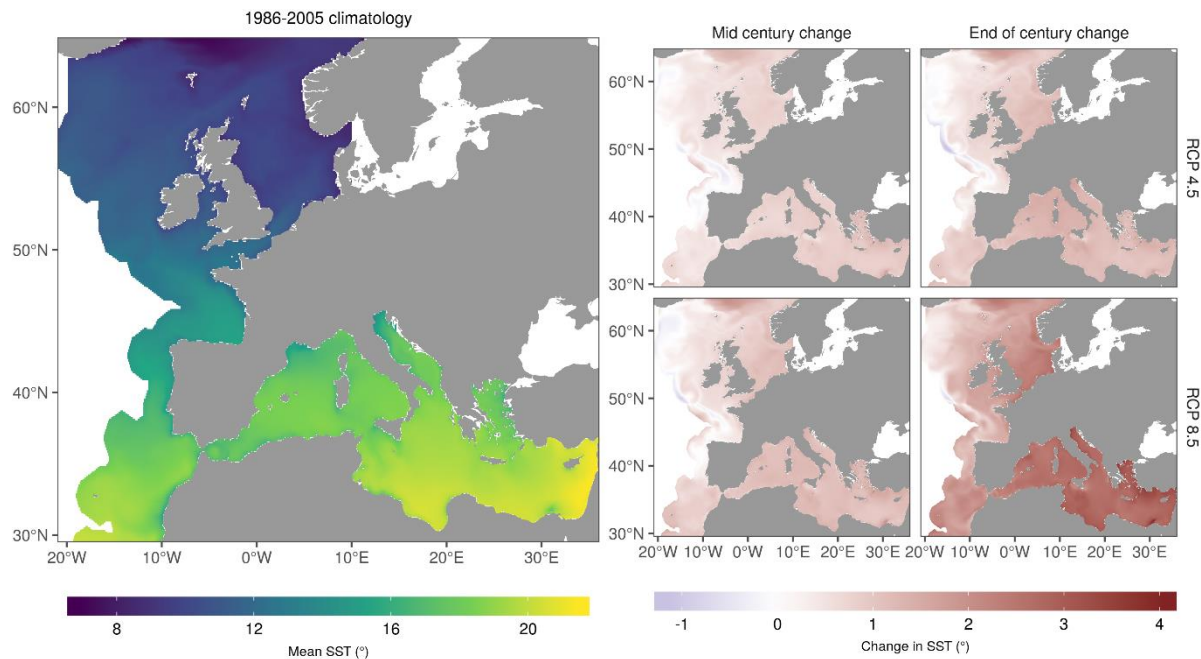 1986-2005 climatology
60°N
50°N
40°N
30°N
20°W
10°W
0°W
10°E
20°E
30°E
8
12
16
20
Mean SST (°)
Mid century change
End of century change
60°N
50°N
40°N
30°N
RCP 4.5
60°N
50°N
40°N
30°N
RCP 8.5
20°W
10°W
0°W
10°E
20°E
30°E
20°W
10°W
0°W
10°E
20°E
30°E
-1
0
1
2
3
4
Change in SST (°)